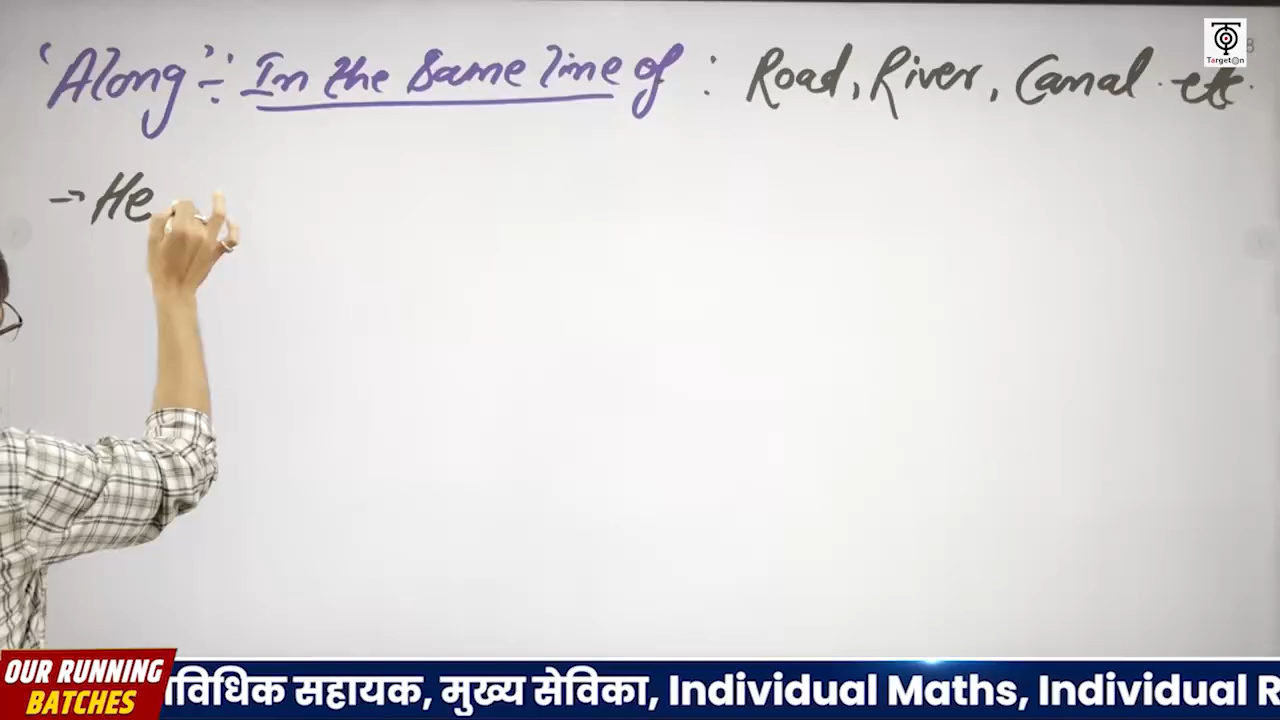 'Along' :- In the Same line of : Road, River, Canal etc.
TargetOn
→ He
OUR RUNNING BATCHES
विधिक सहायक, मुख्य सेविका, Individual Maths, Individual R